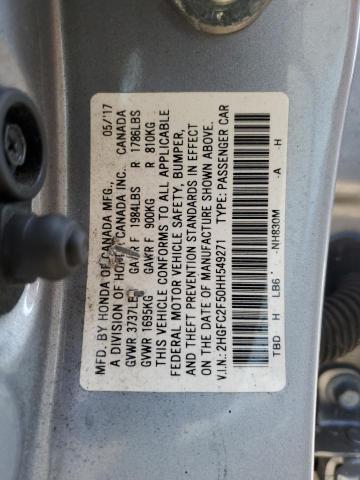 MFD. BY HONDA OF CANADA MFG., 05/'17
A DIVISION OF HONDA CANADA INC. CANADA
GVWR 3737LBS GAWR F 1984LBS R 1786LBS
GVWR 1695KG GAWR F 900KG R 810KG
THIS VEHICLE CONFORMS TO ALL APPLICABLE
FEDERAL MOTOR VEHICLE SAFETY, BUMPER,
AND THEFT PREVENTION STANDARDS IN EFFECT
ON THE DATE OF MANUFACTURE SHOWN ABOVE.
V.I.N.: 2HGFC2F50HH549271 TYPE: PASSENGER CAR
TBD H LB6 -NH830M -A -H